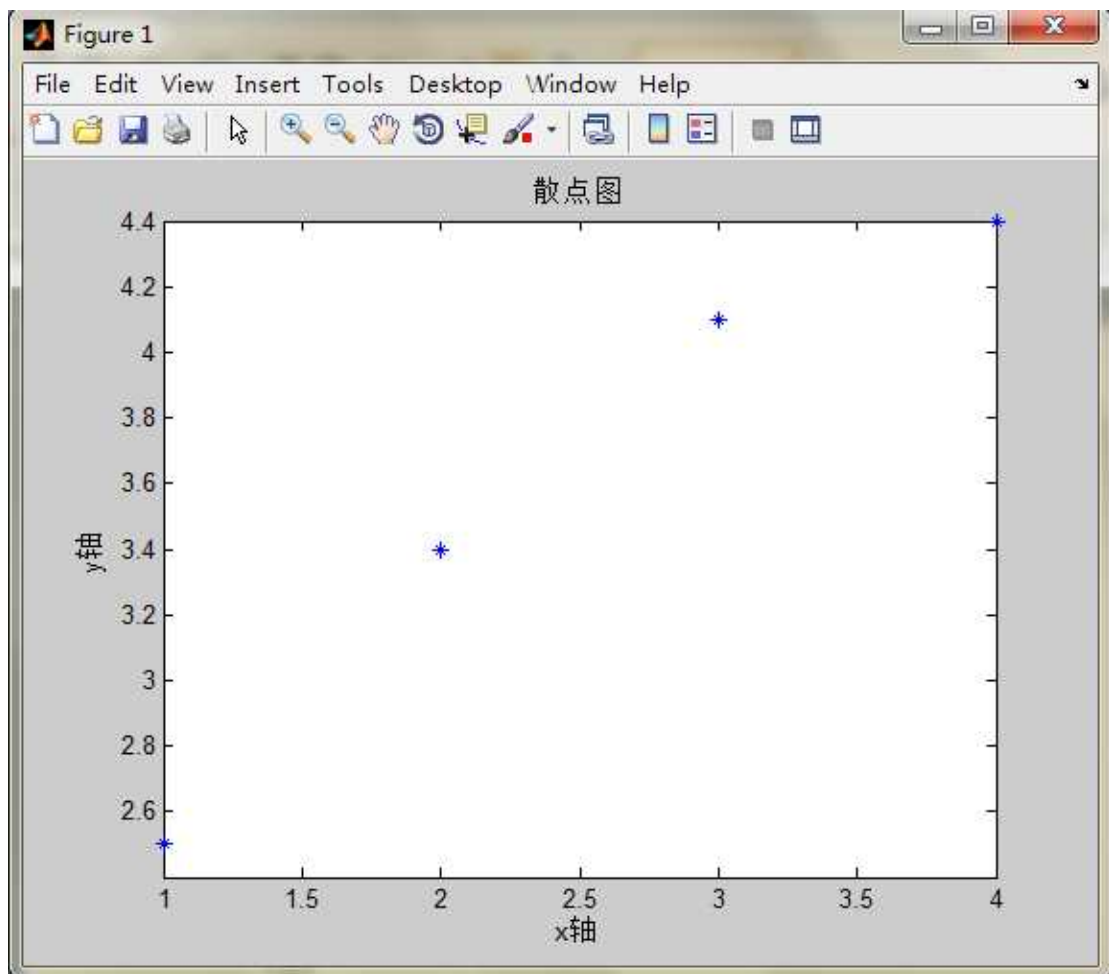 Figure 1
File Edit View Insert Tools Desktop Window Help
散点图
4.4
4.2
4
3.8
3.6
3.4
3.2
3
2.8
2.6
y轴
1 1.5 2 2.5 3 3.5 4
x轴